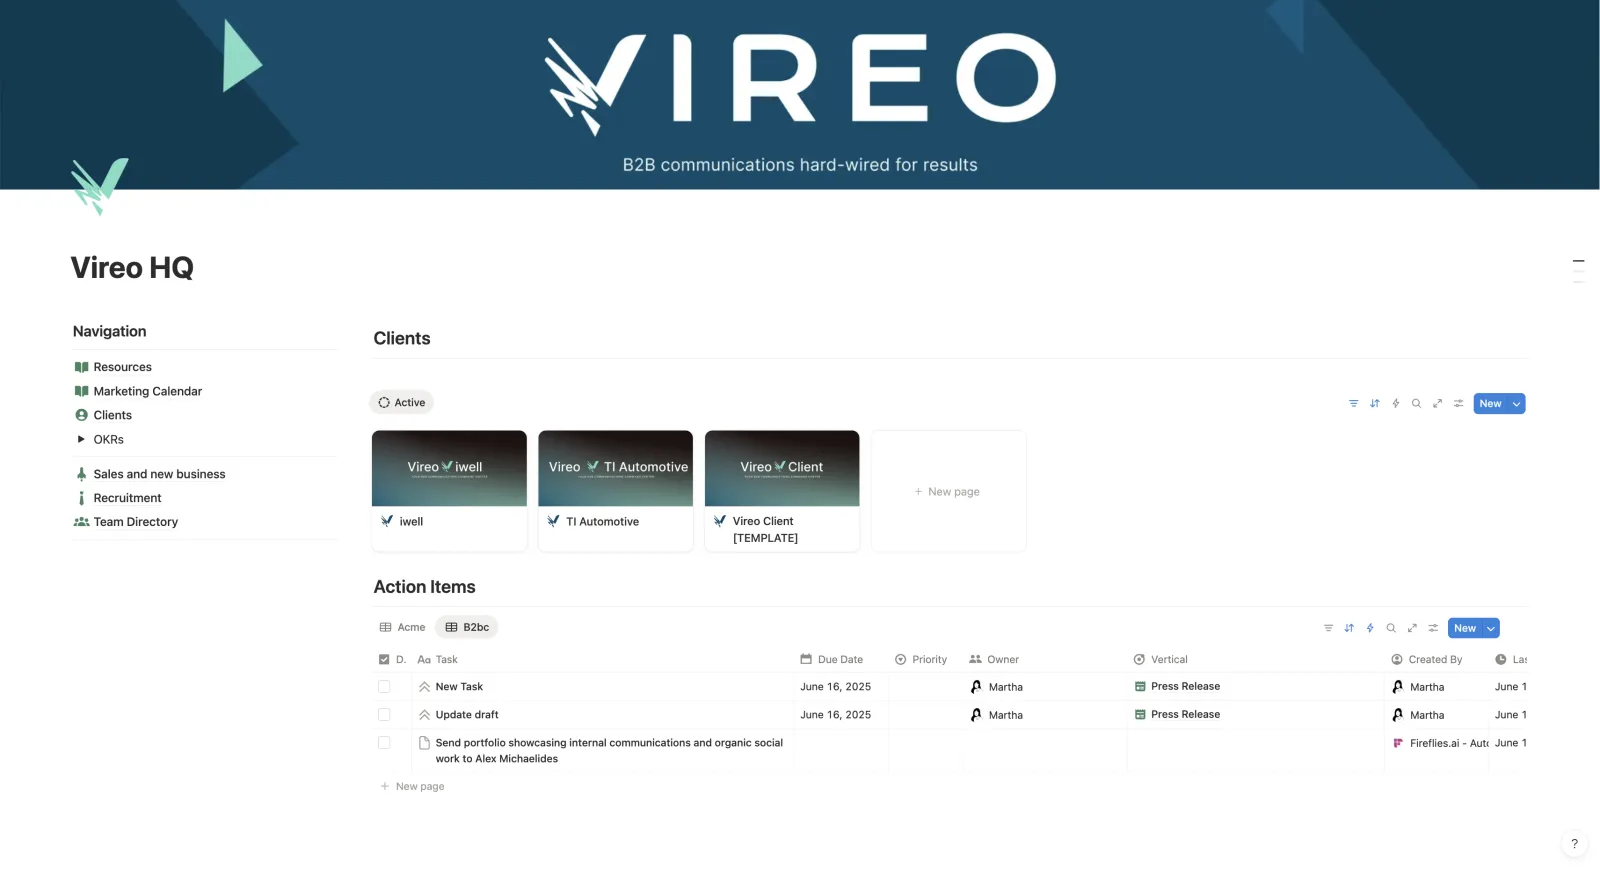 VIREO
B2B communications hard-wired for results
Vireo HQ
Navigation
Resources
Marketing Calendar
Clients
OKRs
Sales and new business
Recruitment
Team Directory
Clients
Active
New
Vireo iwell
Vireo TI Automotive
Vireo Client
iwell
TI Automotive
Vireo Client
[TEMPLATE]
+ New page
Action Items
Acme
B2bc
New
D. Aa Task Due Date Priority Owner Vertical Created By Las
New Task June 16, 2025 Martha Press Release Martha June 1
Update draft June 16, 2025 Martha Press Release Martha June 1
Send portfolio showcasing internal communications and organic social Fireflies.ai - Auto June 1
work to Alex Michaelides
+ New page
?